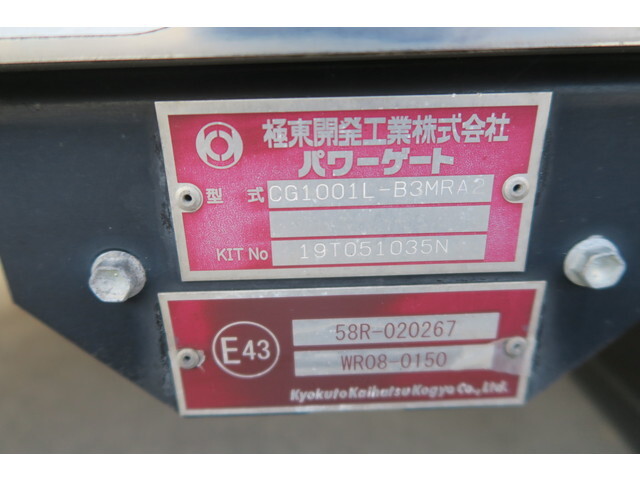 極東開発工業株式会社
パワーゲート
型 式 CG1001L-B3MRA2
KIT No 19T051035N
E43
58R-020267
WR08-0150
Kyokuto Kaihatsu Kogyo Co., Ltd.